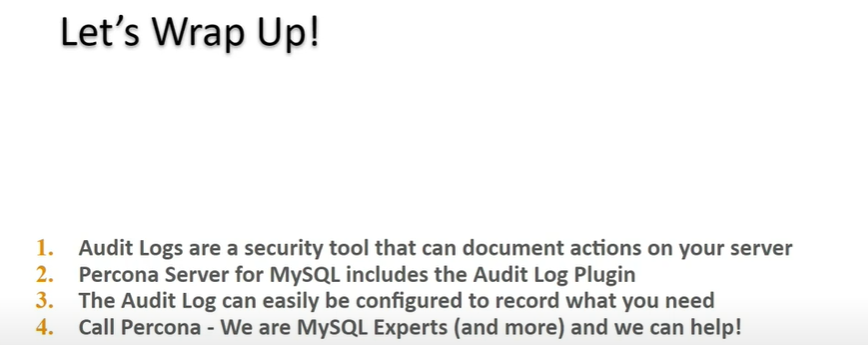 Let's Wrap Up!
1. Audit Logs are a security tool that can document actions on your server
2. Percona Server for MySQL includes the Audit Log Plugin
3. The Audit Log can easily be configured to record what you need
4. Call Percona - We are MySQL Experts (and more) and we can help!